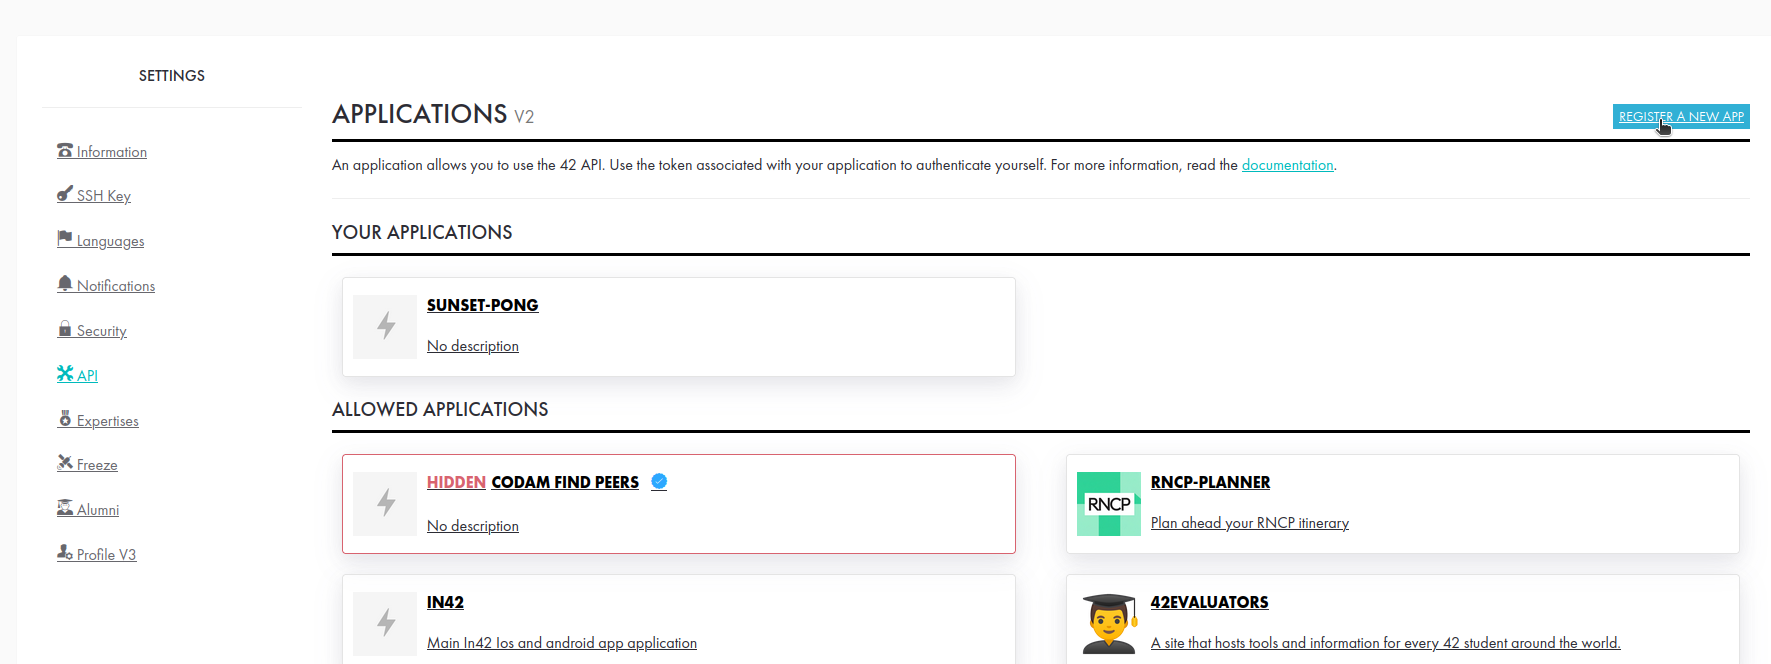 SETTINGS
Information
SSH Key
Languages
Notifications
Security
API
Expertises
Freeze
Alumni
Profile V3
APPLICATIONS V2
REGISTER A NEW APP
An application allows you to use the 42 API. Use the token associated with your application to authenticate yourself. For more information, read the documentation.
YOUR APPLICATIONS
SUNSET-PONG
No description
ALLOWED APPLICATIONS
HIDDEN CODAM FIND PEERS
No description
RNCP
RNCP-PLANNER
Plan ahead your RNCP itinerary
IN42
Main In42 Ios and android app application
42EVALUATORS
A site that hosts tools and information for every 42 student around the world.